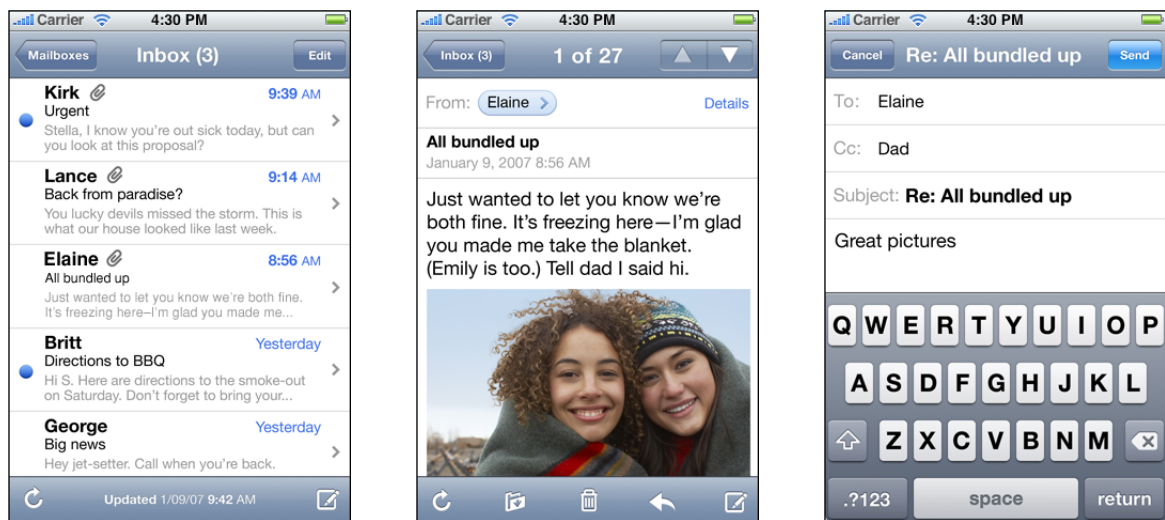 Carrier 4:30 PM
Mailboxes Inbox (3) Edit
Kirk 9:39 AM
Urgent
Stella, I know you're out sick today, but can
you look at this proposal?
Lance 9:14 AM
Back from paradise?
You lucky devils missed the storm. This is
what our house looked like last week.
Elaine 8:56 AM
All bundled up
Just wanted to let you know we're both fine.
It's freezing here–I'm glad you made me...
Britt Yesterday
Directions to BBQ
Hi S. Here are directions to the smoke-out
on Saturday. Don't forget to bring your...
George Yesterday
Big news
Hey jet-setter. Call when you're back.
Updated 1/09/07 9:42 AM
Carrier 4:30 PM
Inbox (3) 1 of 27
From: Elaine Details
All bundled up
January 9, 2007 8:56 AM
Just wanted to let you know we're
both fine. It's freezing here—I'm glad
you made me take the blanket.
(Emily is too.) Tell dad I said hi.
Carrier 4:30 PM
Cancel Re: All bundled up Send
To: Elaine
Cc: Dad
Subject: Re: All bundled up
Great pictures
Q W E R T Y U I O P
A S D F G H J K L
Z X C V B N M
.?123 space return